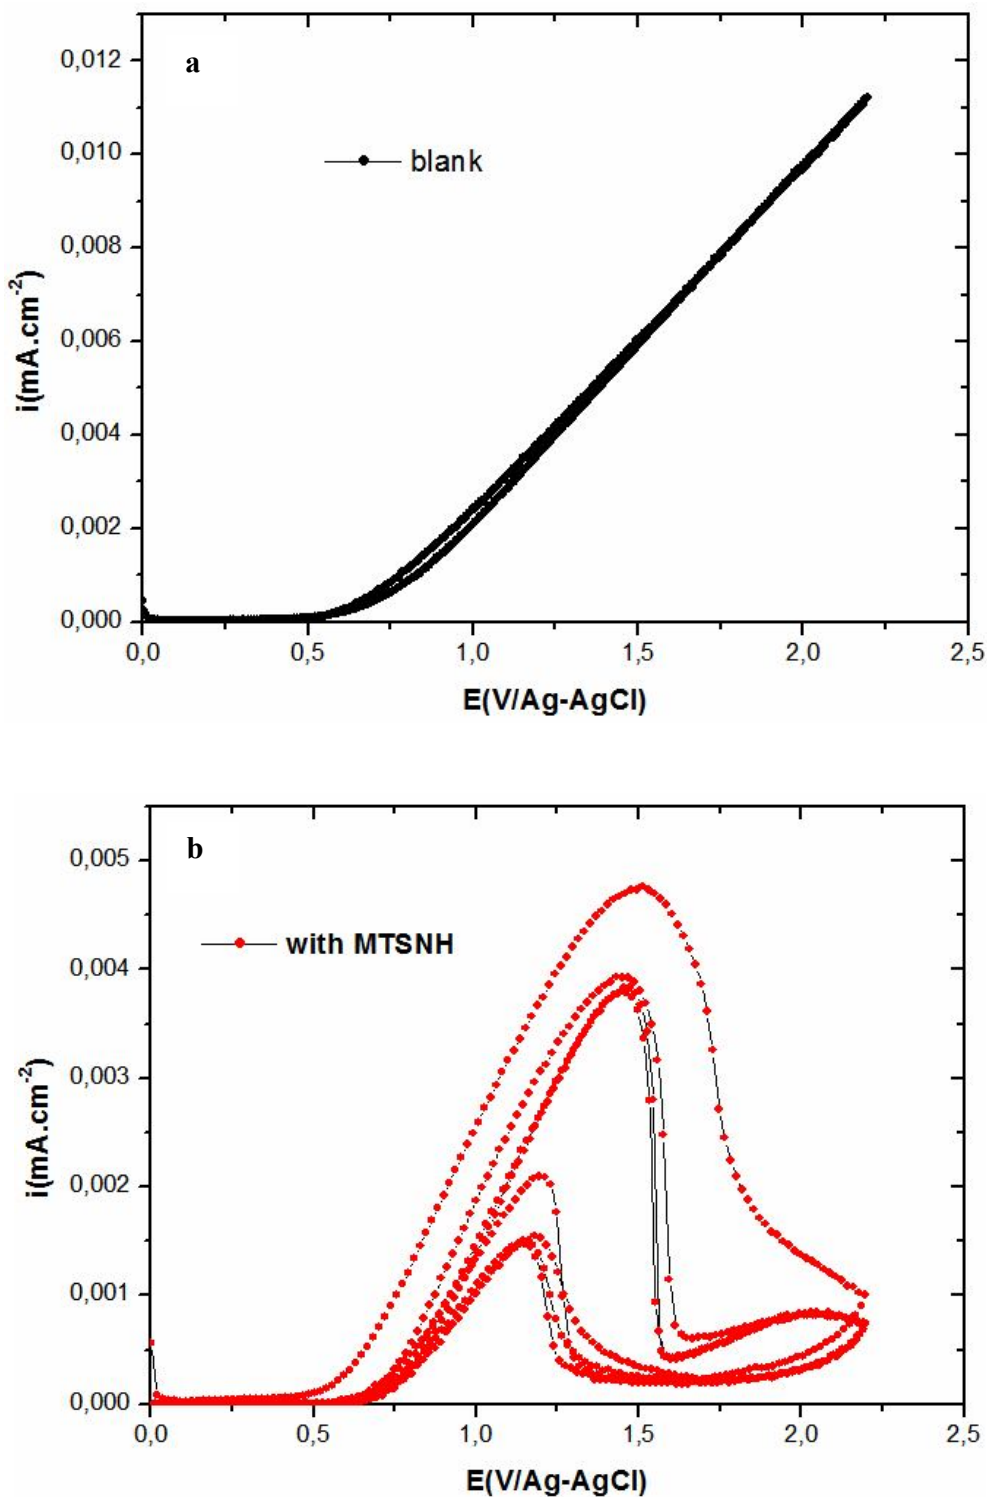 a
0,012
0,010
0,008
0,006
0,004
0,002
0,000
i(mA.cm⁻²)
blank
0,0 0,5 1,0 1,5 2,0 2,5
E(V/Ag-AgCl)
b
0,005
0,004
0,003
0,002
0,001
0,000
i(mA.cm⁻²)
with MTSNH
0,0 0,5 1,0 1,5 2,0 2,5
E(V/Ag-AgCl)